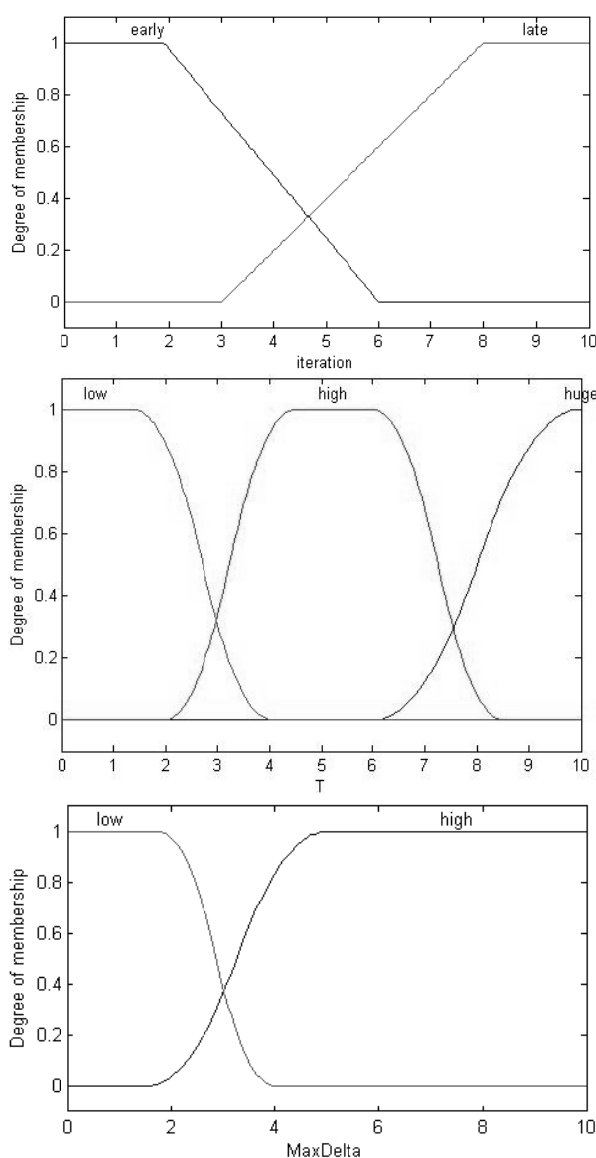 early late
1
0.8
0.6
0.4
0.2
0
Degree of membership
0 1 2 3 4 5 6 7 8 9 10
iteration
low high huge
1
0.8
0.6
0.4
0.2
0
Degree of membership
0 1 2 3 4 5 6 7 8 9 10
T
low high
1
0.8
0.6
0.4
0.2
0
Degree of membership
0 2 4 6 8 10
MaxDelta